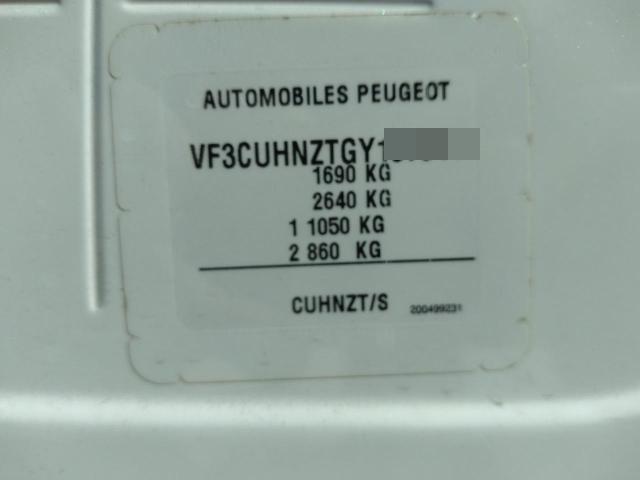 AUTOMOBILES PEUGEOT
VF3CUHNZTGY1
1690 KG
2640 KG
1 1050 KG
2 860 KG
CUHNZT/S
200499231